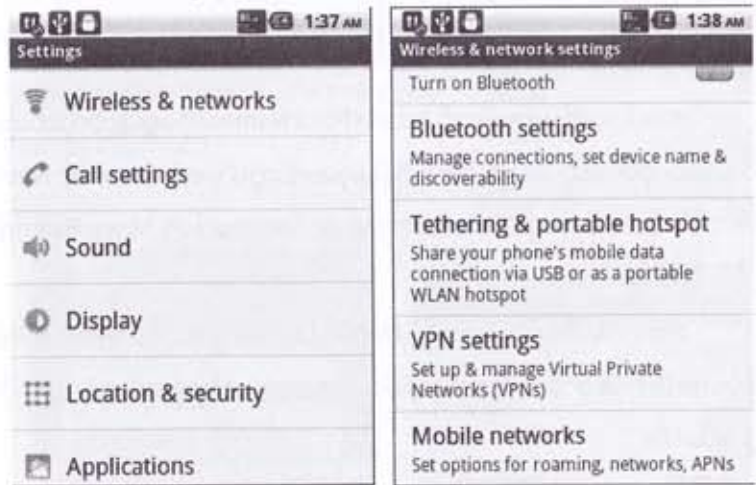 1:37 AM
Settings
Wireless & networks
Call settings
Sound
Display
Location & security
Applications
1:38 AM
Wireless & network settings
Turn on Bluetooth
Bluetooth settings
Manage connections, set device name &
discoverability
Tethering & portable hotspot
Share your phone's mobile data
connection via USB or as a portable
WLAN hotspot
VPN settings
Set up & manage Virtual Private
Networks (VPNs)
Mobile networks
Set options for roaming, networks, APNs